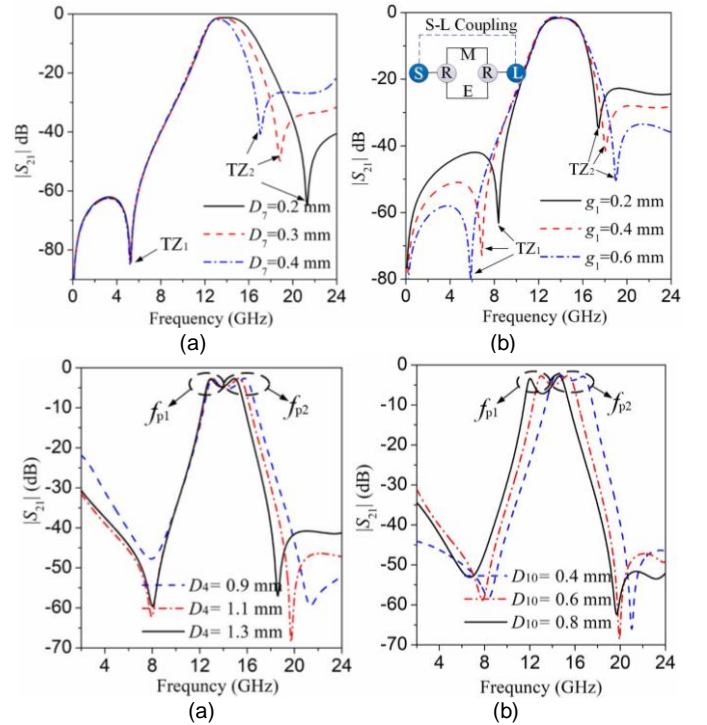 0
-20
-40
-60
-80
|S21| dB
TZ2
TZ1
D7=0.2 mm
D7=0.3 mm
D7=0.4 mm
0 4 8 12 16 20 24
Frequency (GHz)
(a)
0
-20
-40
-60
-80
|S21| dB
S-L Coupling
M
S R R L
E
TZ2
TZ1
g1=0.2 mm
g1=0.4 mm
g1=0.6 mm
0 4 8 12 16 20 24
Frequency (GHz)
(b)
0
-10
-20
-30
-40
-50
-60
-70
|S21| (dB)
fp1 fp2
D4= 0.9 mm
D4= 1.1 mm
D4= 1.3 mm
4 8 12 16 20 24
Frequncy (GHz)
(a)
0
-10
-20
-30
-40
-50
-60
-70
|S21| (dB)
fp1 fp2
D10= 0.4 mm
D10= 0.6 mm
D10= 0.8 mm
4 8 12 16 20 24
Frequncy (GHz)
(b)